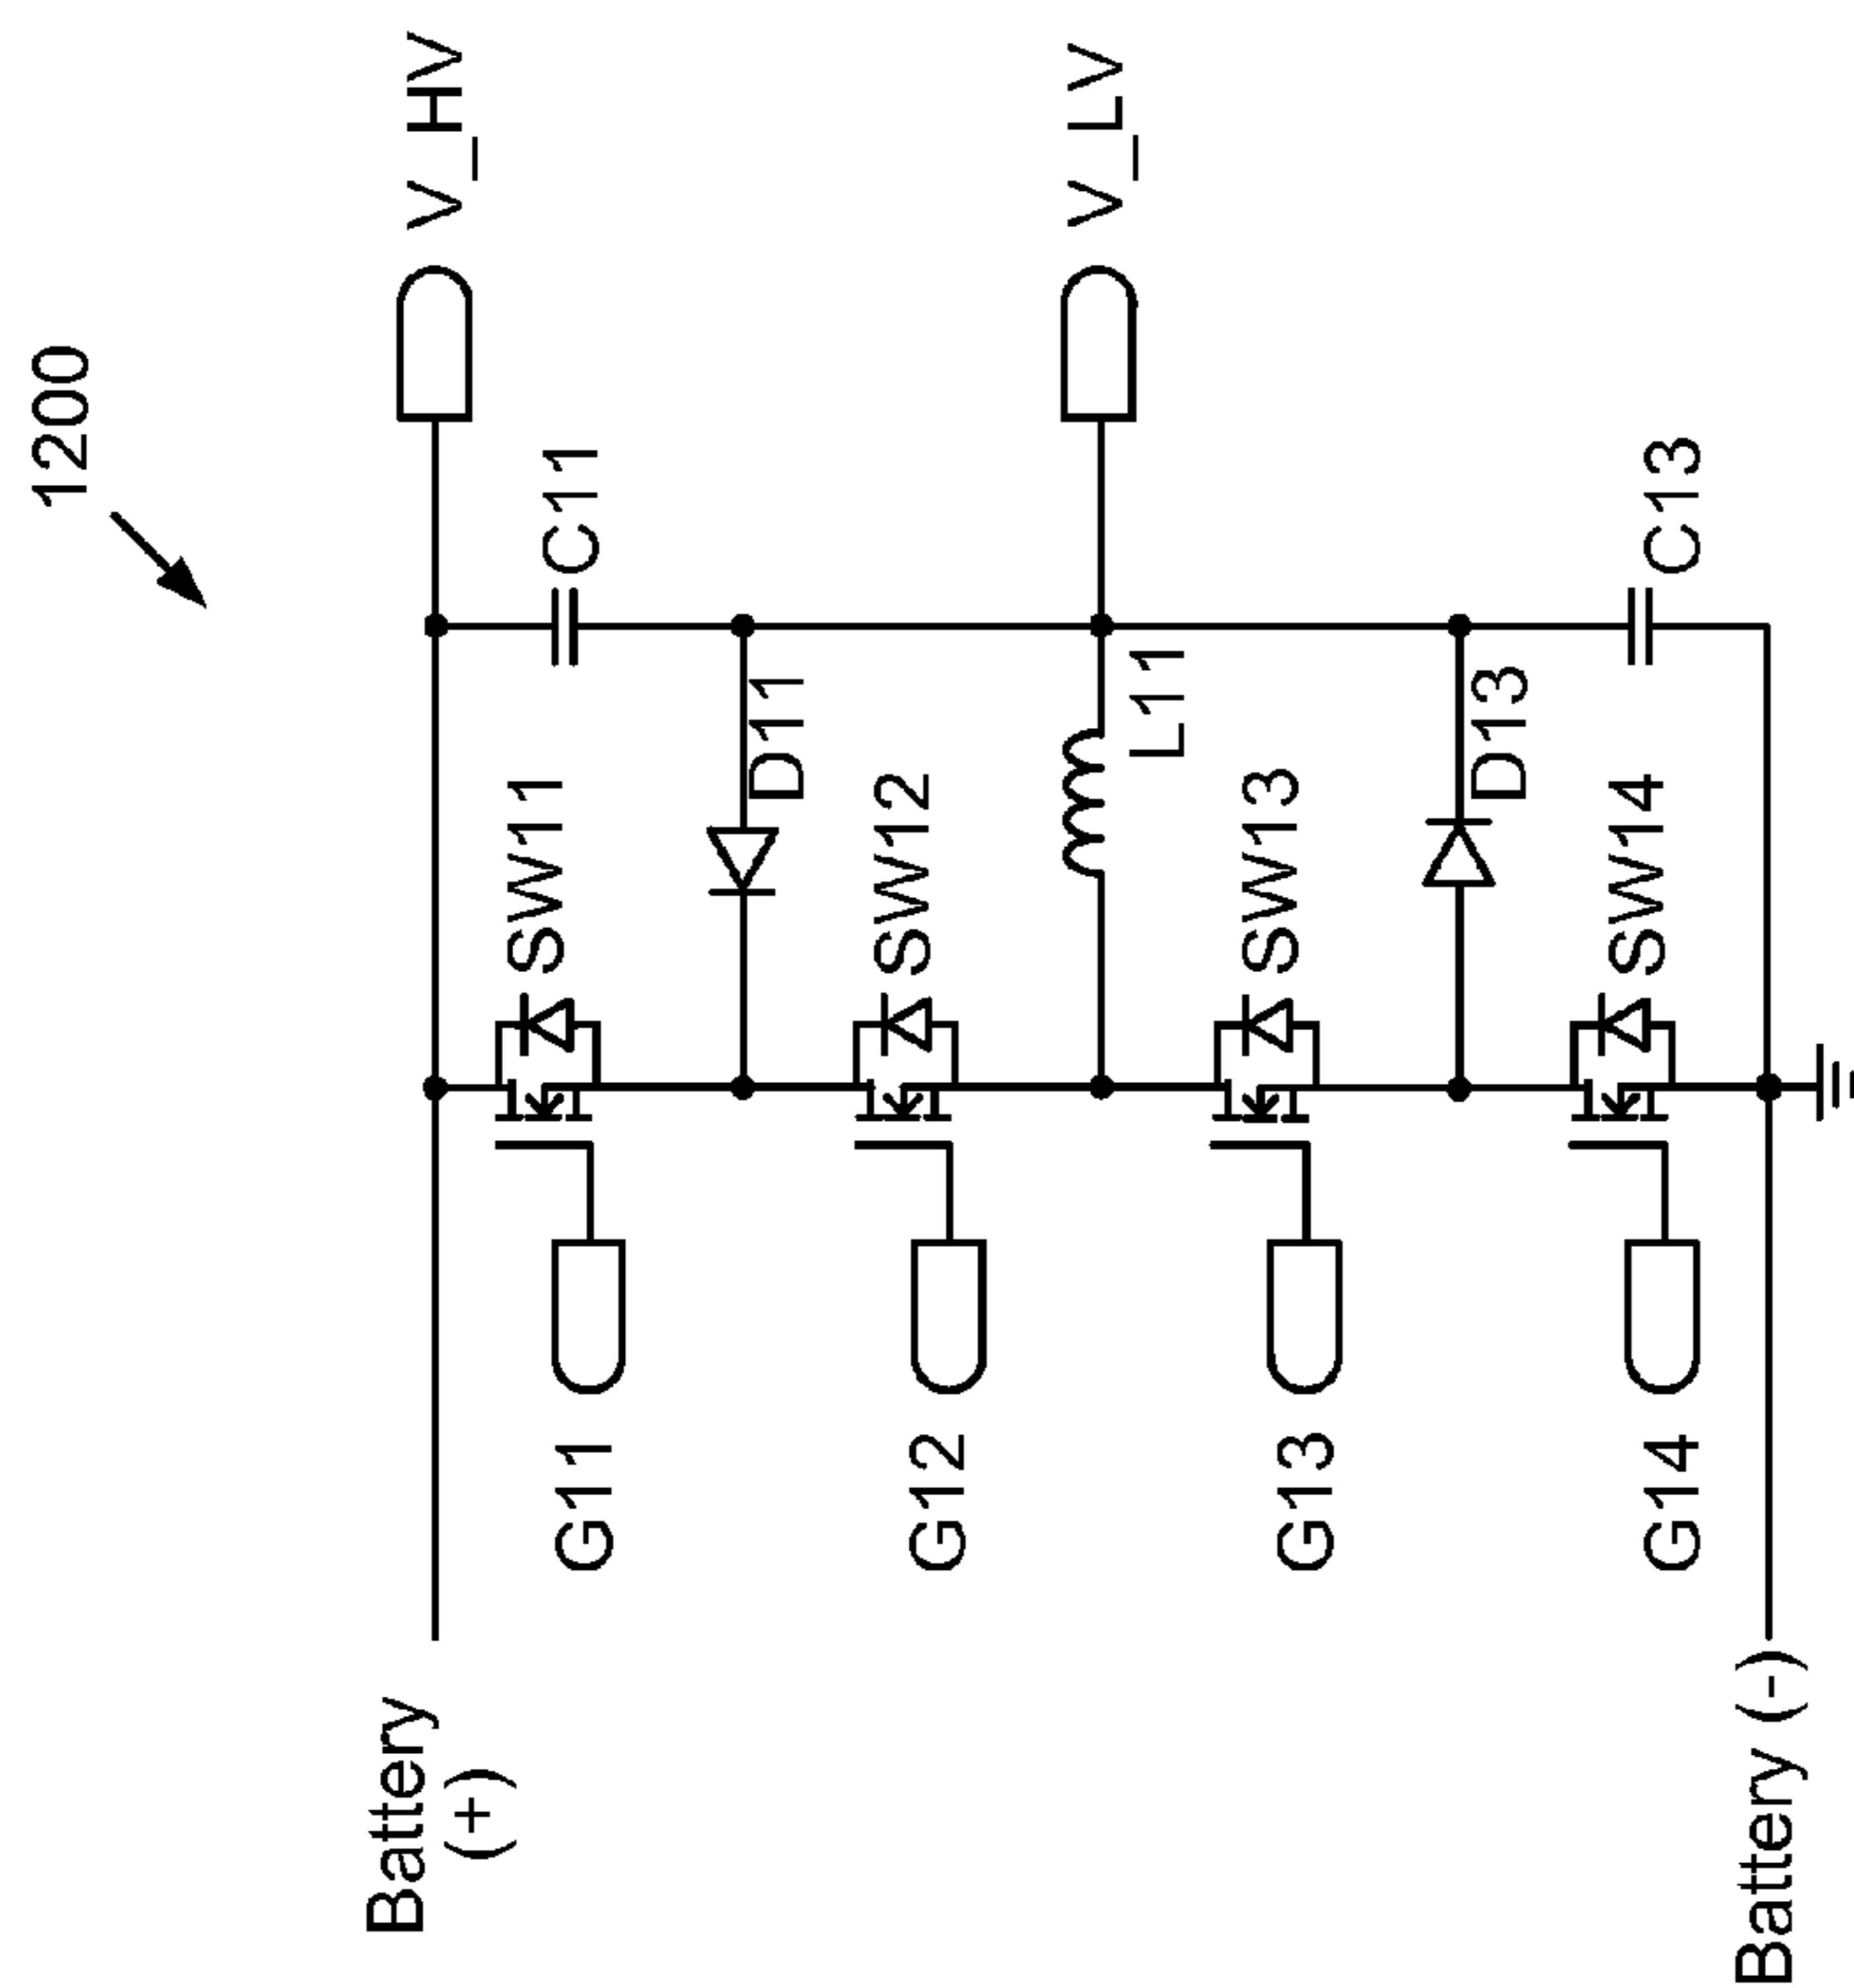 1200
Battery
(+)
V_HV
G11
SW11
C11
D11
G12
SW12
V_LV
L11
G13
SW13
D13
G14
SW14
C13
Battery (-)